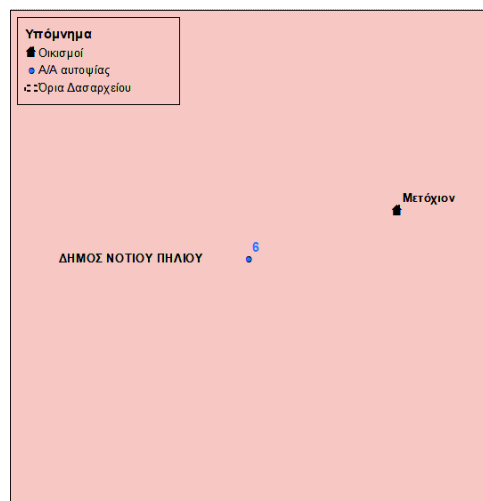 Υπόμνημα
Οικισμοί
Α/Α αυτοψίας
Όρια Δασαρχείου
Μετόχιον
6
ΔΗΜΟΣ ΝΟΤΙΟΥ ΠΗΛΙΟΥ